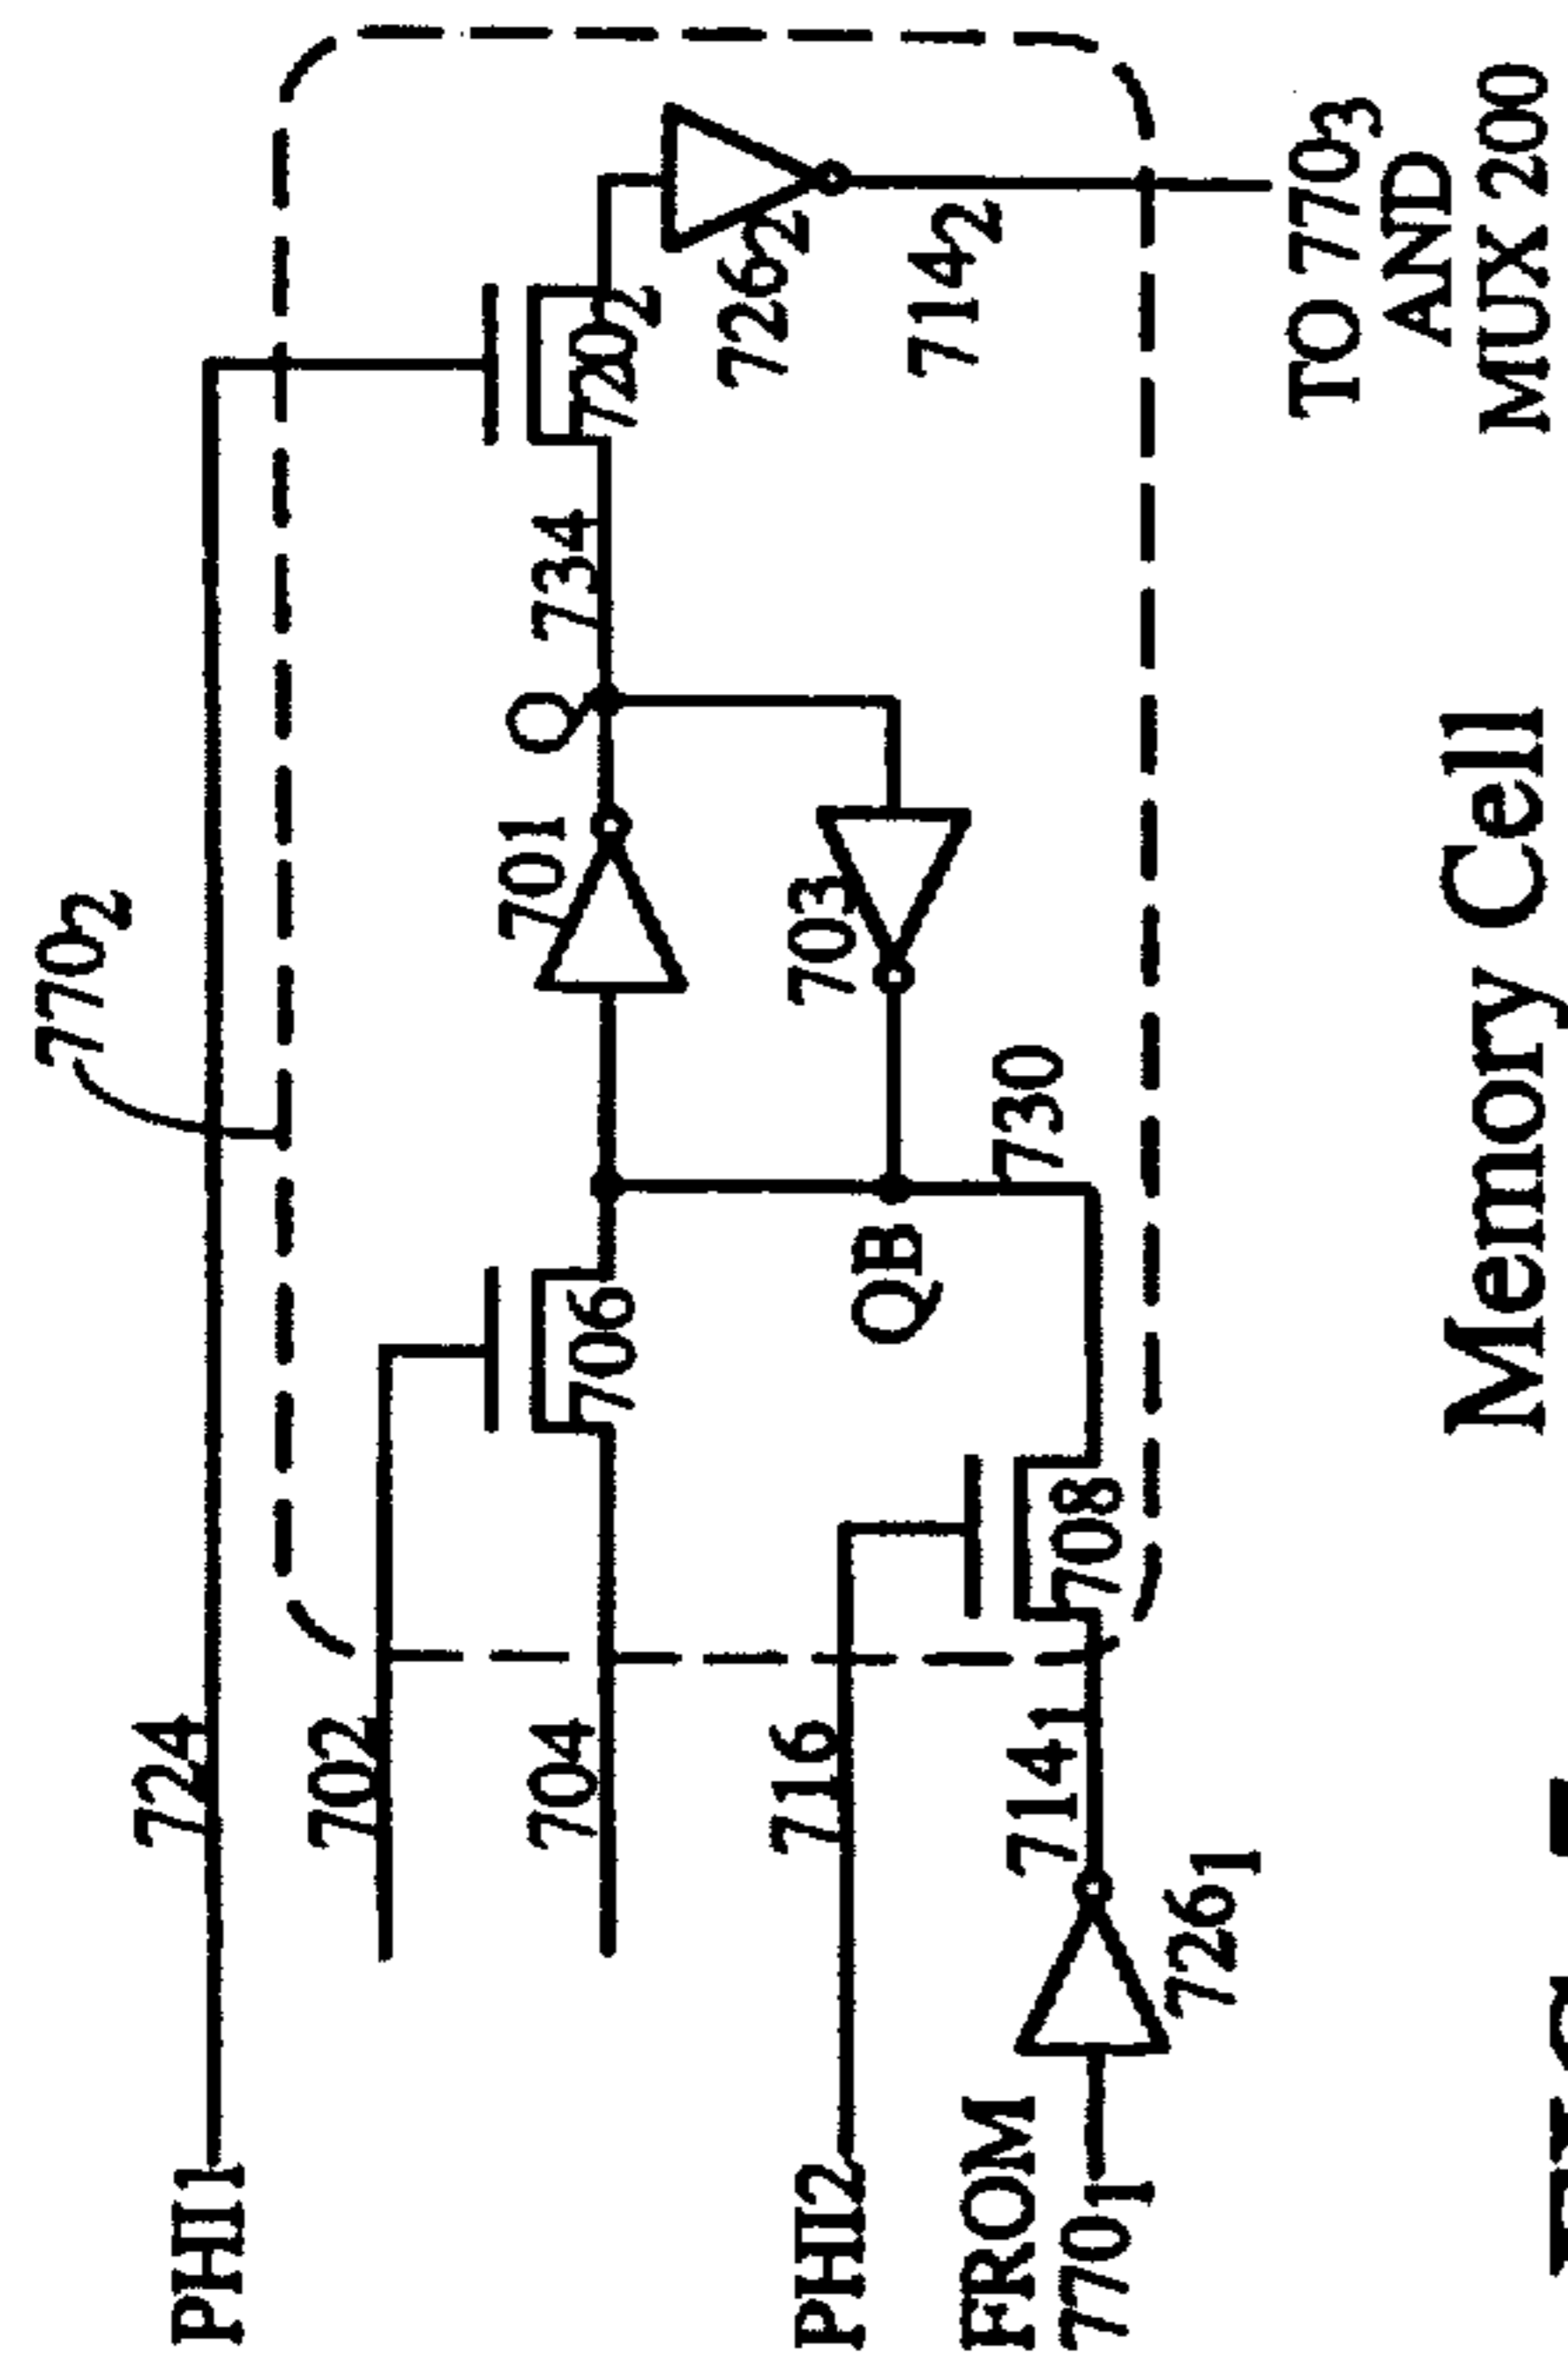 770₂
PHI1
724
702
704
PHI2
716
FROM
770₁
726₁
714₁
706
708
701
703
Q
QB
730
734
720₂
726₂
714₂
TO 770₃
AND
MUX 200
Memory Cell